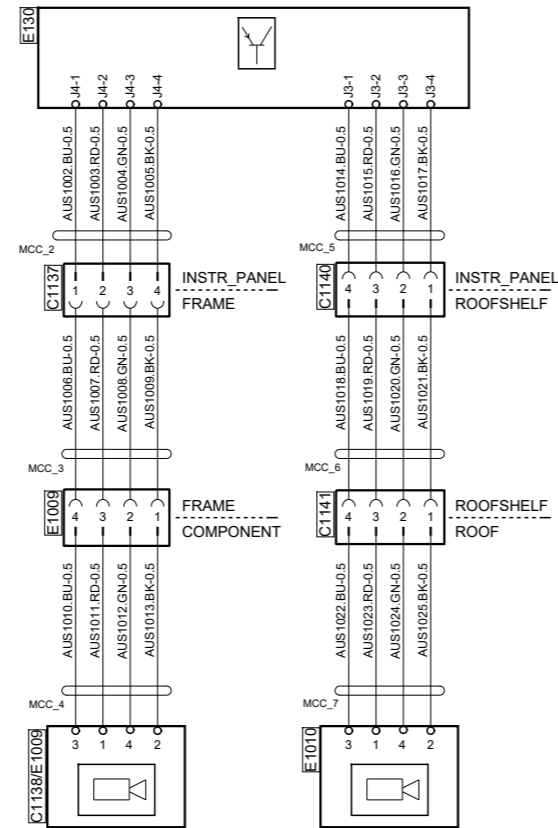 E130
J4-1 J4-2 J4-3 J4-4 J3-1 J3-2 J3-3 J3-4
AUS1002.BU-0.5 AUS1003.RD-0.5 AUS1004.GN-0.5 AUS1005.BK-0.5 AUS1014.BU-0.5 AUS1015.RD-0.5 AUS1016.GN-0.5 AUS1017.BK-0.5
MCC_2 MCC_5
C1137 1 2 3 4 INSTR_PANEL C1140 4 3 2 1 INSTR_PANEL
FRAME ROOFSHELF
AUS1006.BU-0.5 AUS1007.RD-0.5 AUS1008.GN-0.5 AUS1009.BK-0.5 AUS1018.BU-0.5 AUS1019.RD-0.5 AUS1020.GN-0.5 AUS1021.BK-0.5
MCC_3 MCC_6
E1009 4 3 2 1 FRAME C1141 4 3 2 1 ROOFSHELF
COMPONENT ROOF
AUS1010.BU-0.5 AUS1011.RD-0.5 AUS1012.GN-0.5 AUS1013.BK-0.5 AUS1022.BU-0.5 AUS1023.RD-0.5 AUS1024.GN-0.5 AUS1025.BK-0.5
MCC_4 MCC_7
3 1 4 2 3 1 4 2
C1138/E1009 E1010